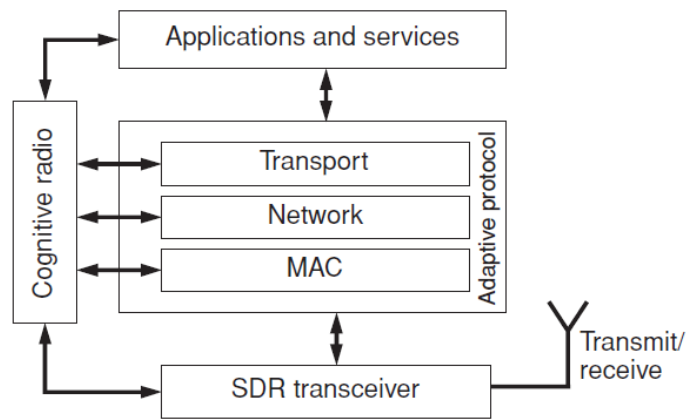 Applications and services
Cognitive radio
Transport
Network
MAC
Adaptive protocol
SDR transceiver
Transmit/
receive